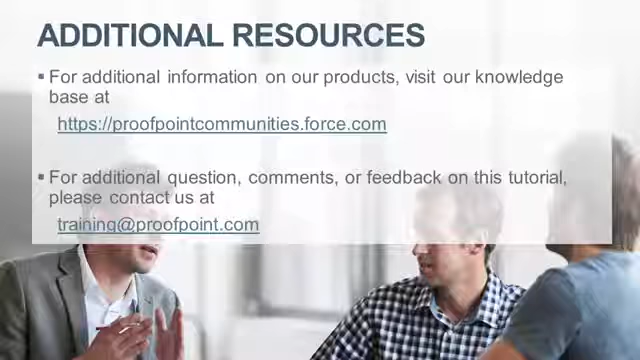 ADDITIONAL RESOURCES
▪ For additional information on our products, visit our knowledge
base at
https://proofpointcommunities.force.com
▪ For additional question, comments, or feedback on this tutorial,
please contact us at
training@proofpoint.com